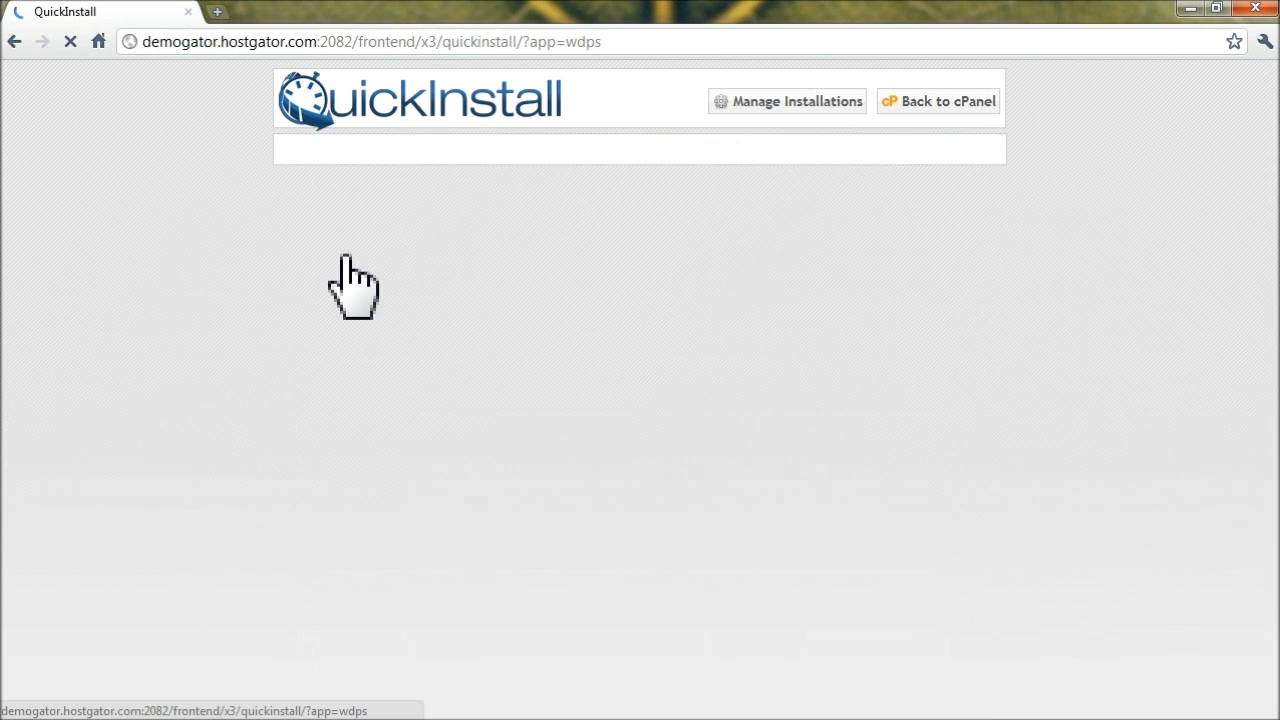 QuickInstall
demogator.hostgator.com:2082/frontend/x3/quickinstall/?app=wdps
QuickInstall
Manage Installations
cP Back to cPanel
demogator.hostgator.com:2082/frontend/x3/quickinstall/?app=wdps